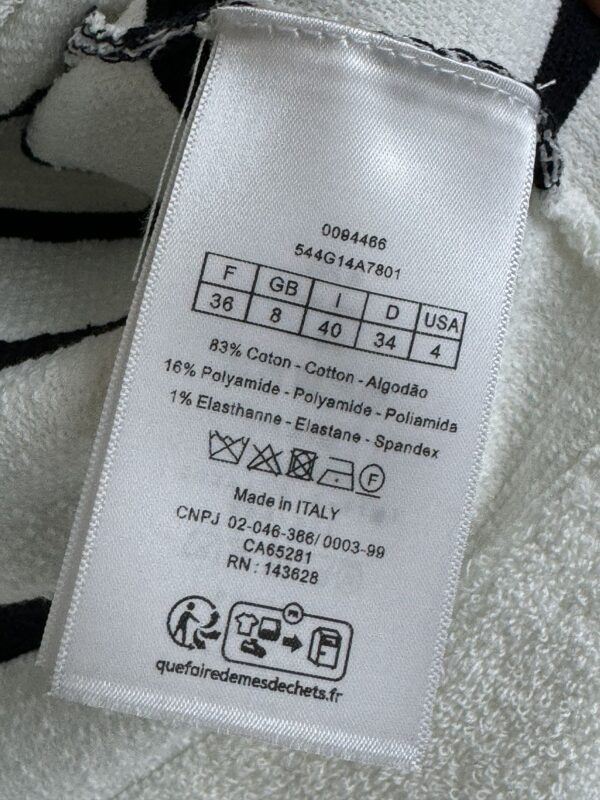 0094466
544G14A7801
F GB I D USA
36 8 40 34 4
83% Coton - Cotton - Algodão
16% Polyamide - Polyamide - Poliamida
1% Elasthanne - Elastane - Spandex
F
Made in ITALY
CNPJ 02-046-366/0003-99
CA65281
RN : 143628
quefairedemesdechets.fr